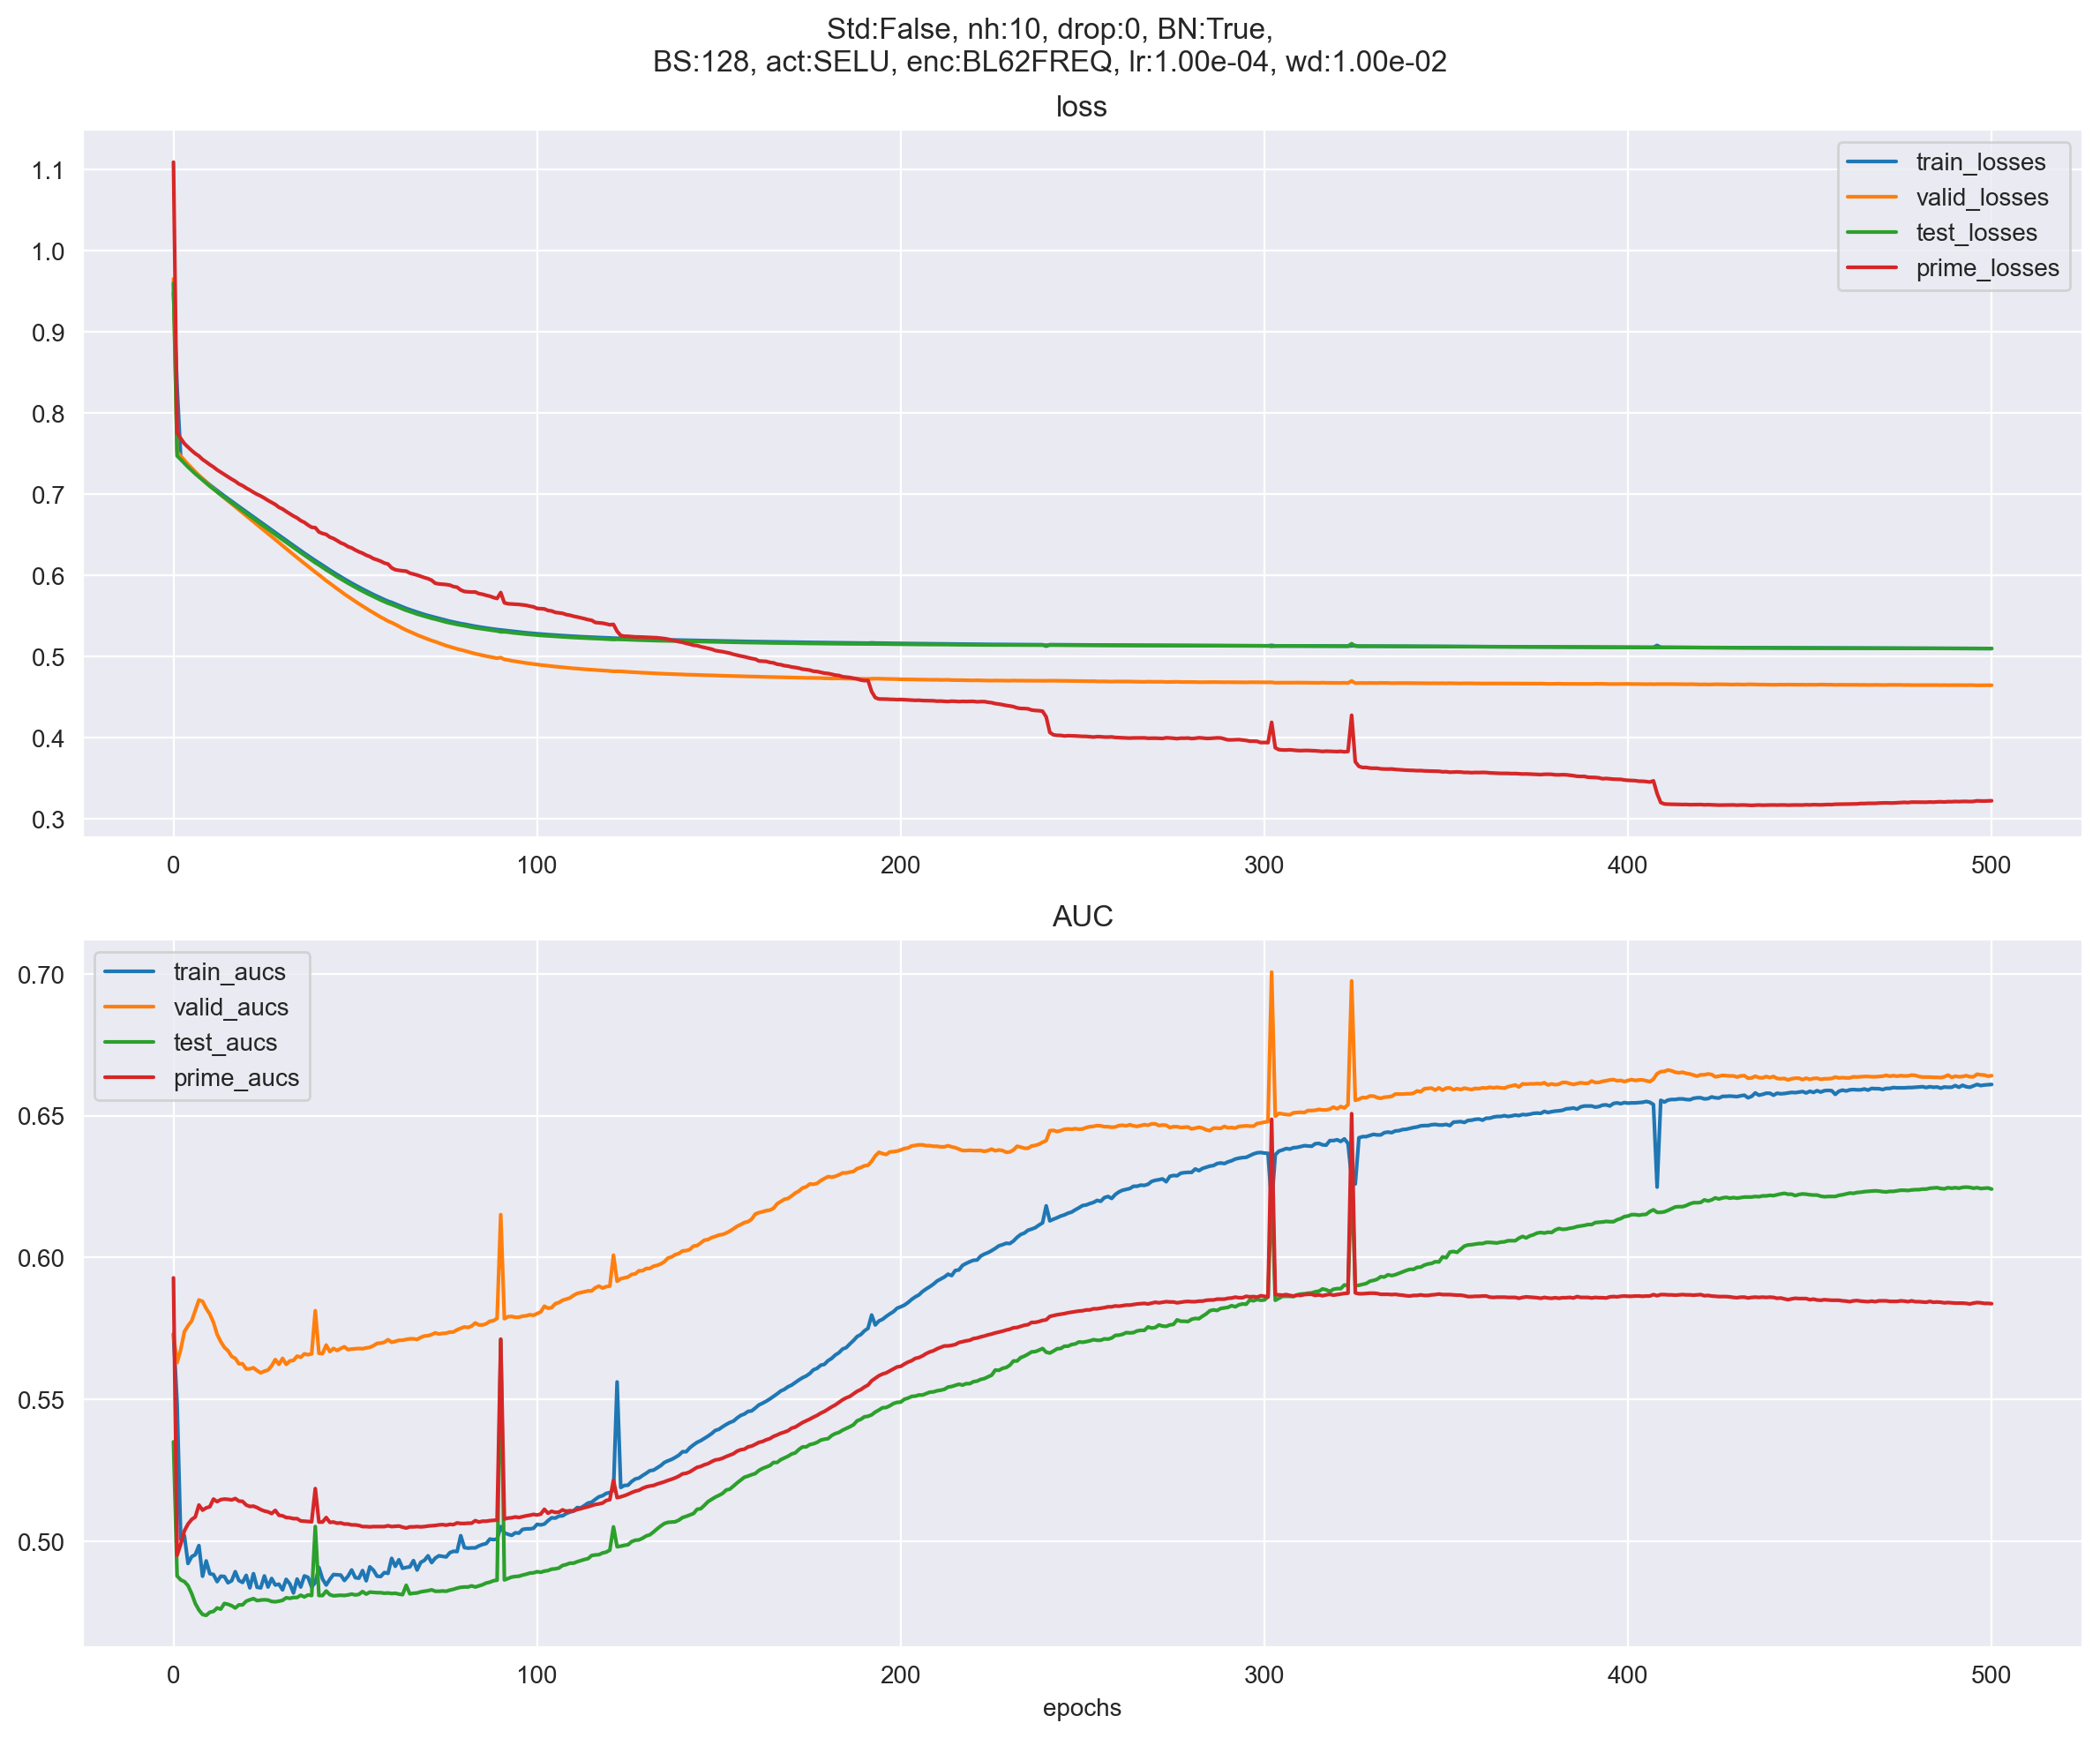 Std:False, nh:10, drop:0, BN:True,
BS:128, act:SELU, enc:BL62FREQ, lr:1.00e-04, wd:1.00e-02
loss
1.1
1.0
0.9
0.8
0.7
0.6
0.5
0.4
0.3
train_losses
valid_losses
test_losses
prime_losses
0 100 200 300 400 500
AUC
0.70
0.65
0.60
0.55
0.50
train_aucs
valid_aucs
test_aucs
prime_aucs
0 100 200 300 400 500
epochs